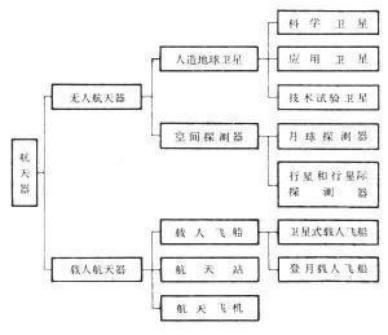 科学卫星
人造地球卫星
应用卫星
无人航天器
技术试验卫星
空间探测器
月球探测器
航天器
行星和行星际
探测器
载人飞船
卫星式载人飞船
载人航天器
航天站
登月载人飞船
航天飞机